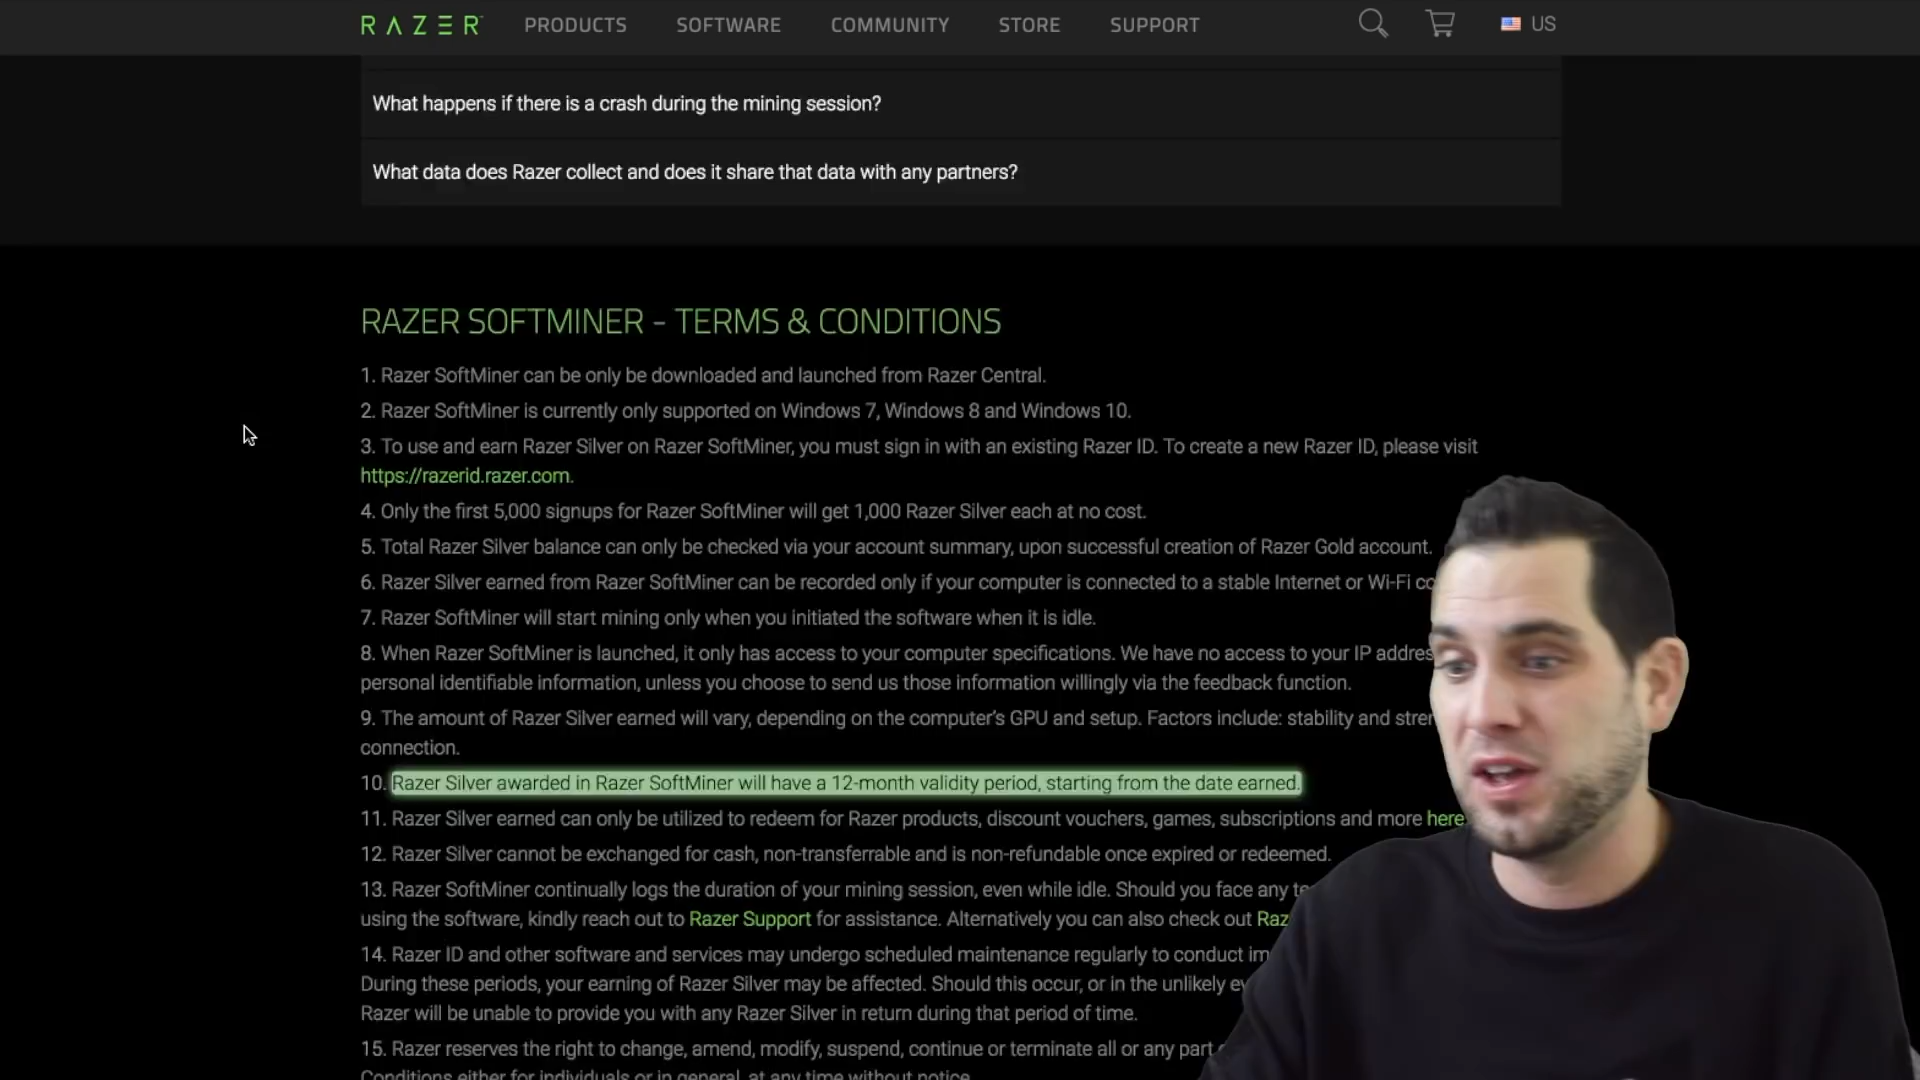 RAZER PRODUCTS SOFTWARE COMMUNITY STORE SUPPORT US
What happens if there is a crash during the mining session?
What data does Razer collect and does it share that data with any partners?
RAZER SOFTMINER - TERMS & CONDITIONS
1. Razer SoftMiner can be only be downloaded and launched from Razer Central.
2. Razer SoftMiner is currently only supported on Windows 7, Windows 8 and Windows 10.
3. To use and earn Razer Silver on Razer SoftMiner, you must sign in with an existing Razer ID. To create a new Razer ID, please visit
https://razerid.razer.com.
4. Only the first 5,000 signups for Razer SoftMiner will get 1,000 Razer Silver each at no cost.
5. Total Razer Silver balance can only be checked via your account summary, upon successful creation of Razer Gold account.
6. Razer Silver earned from Razer SoftMiner can be recorded only if your computer is connected to a stable Internet or Wi-Fi co
7. Razer SoftMiner will start mining only when you initiated the software when it is idle.
8. When Razer SoftMiner is launched, it only has access to your computer specifications. We have no access to your IP addres
personal identifiable information, unless you choose to send us those information willingly via the feedback function.
9. The amount of Razer Silver earned will vary, depending on the computer's GPU and setup. Factors include: stability and stren
connection.
10. Razer Silver awarded in Razer SoftMiner will have a 12-month validity period, starting from the date earned.
11. Razer Silver earned can only be utilized to redeem for Razer products, discount vouchers, games, subscriptions and more here
12. Razer Silver cannot be exchanged for cash, non-transferrable and is non-refundable once expired or redeemed.
13. Razer SoftMiner continually logs the duration of your mining session, even while idle. Should you face any te
using the software, kindly reach out to Razer Support for assistance. Alternatively you can also check out Raz
14. Razer ID and other software and services may undergo scheduled maintenance regularly to conduct im
During these periods, your earning of Razer Silver may be affected. Should this occur, or in the unlikely ev
Razer will be unable to provide you with any Razer Silver in return during that period of time.
15. Razer reserves the right to change, amend, modify, suspend, continue or terminate all or any part
Conditions either for individuals or in general, at any time without notice.